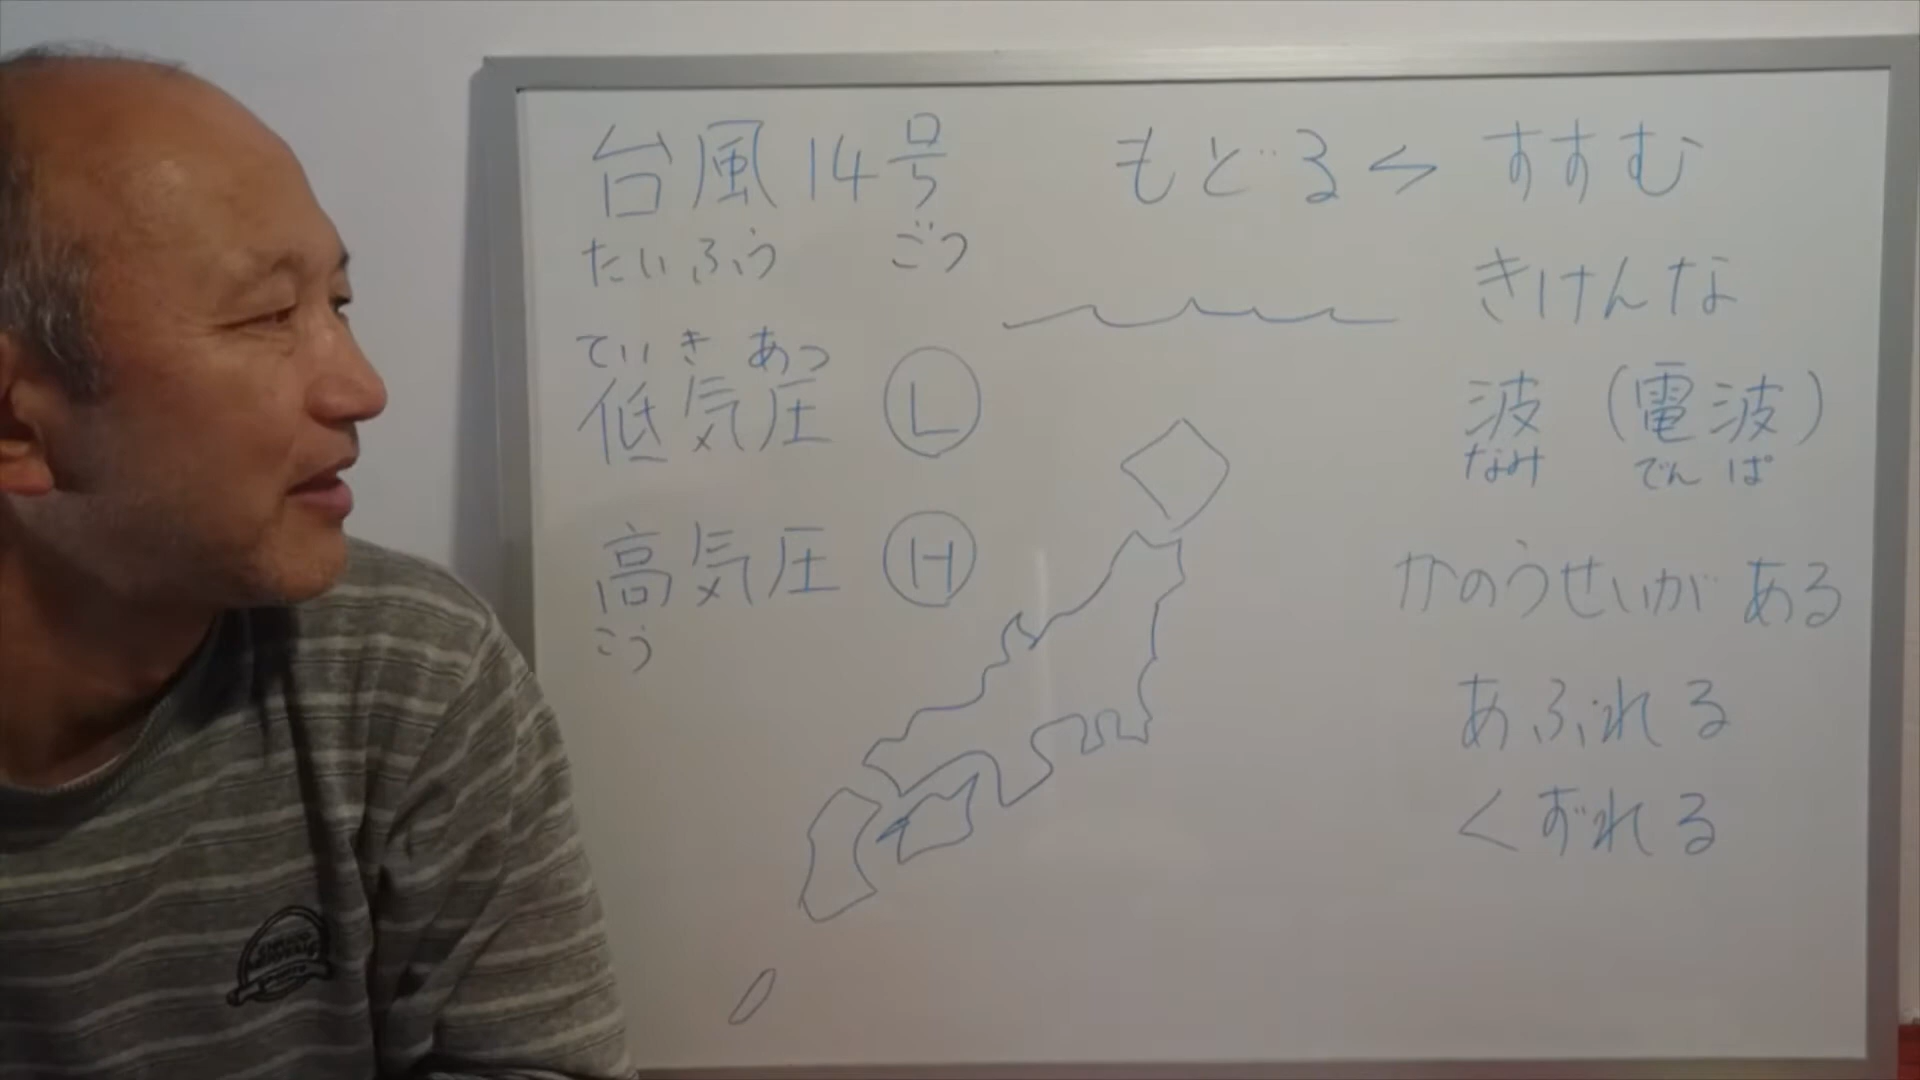 台風14号
たいふう ごう
ていきあつ
低気圧 L
高気圧 H
こう
もどる ↔ すすむ
きけんな
波 (電波)
なみ でんぱ
かのうせいが ある
あふれる
くずれる